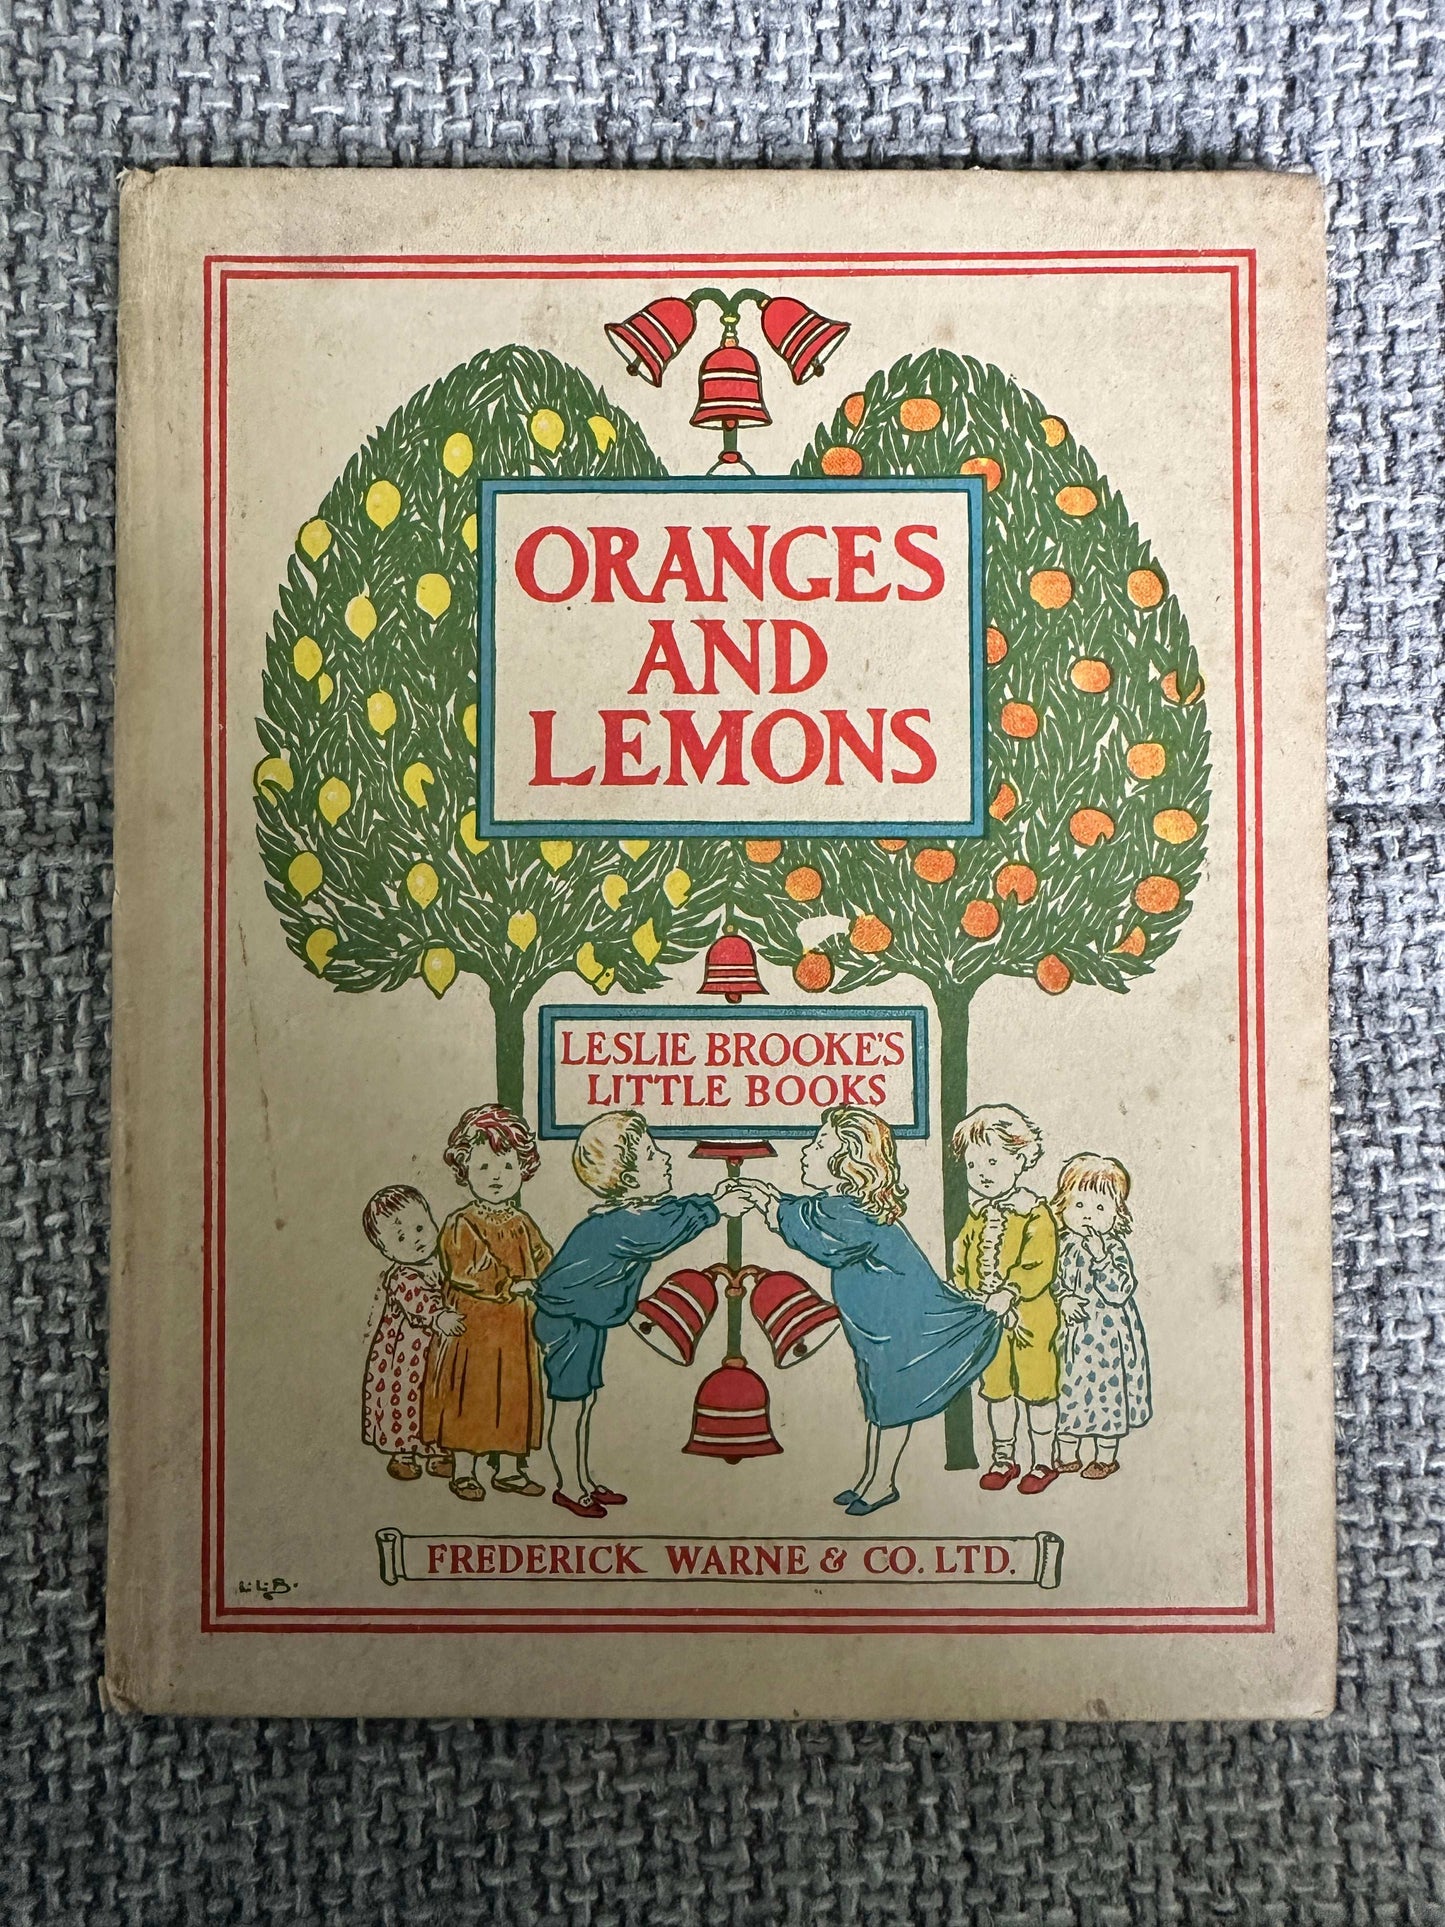 ORANGES
AND
LEMONS
LESLIE BROOKE'S
LITTLE BOOKS
FREDERICK WARNE & CO. LTD.
L.L.B.